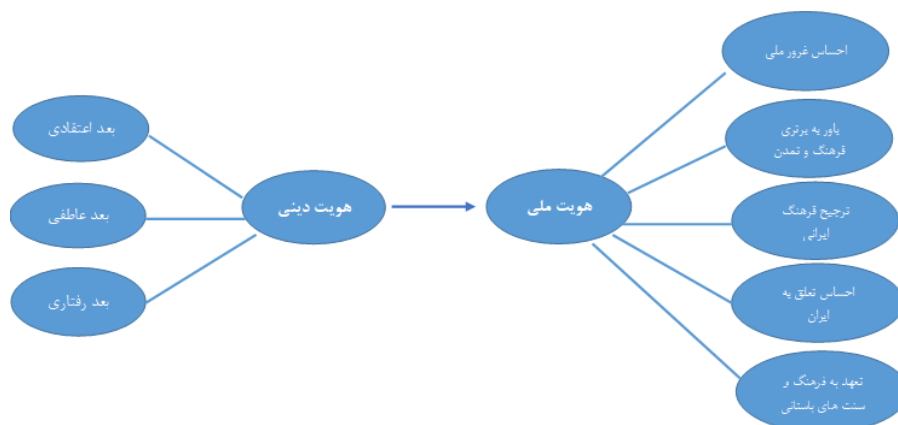 احساس غرور ملی
باور به برتری
فرهنگ و تمدن
بعد اعتقادی
هویت دینی
هویت ملی
ترجیح فرهنگ
ایرانی
بعد عاطفی
احساس تعلق به
ایران
بعد رفتاری
تعهد به فرهنگ و
سنت های باستانی